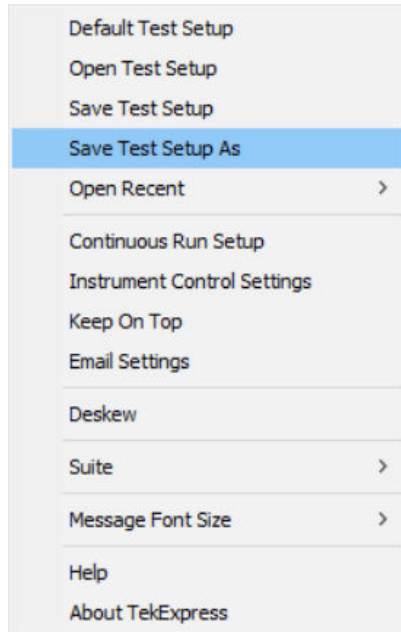 Default Test Setup
Open Test Setup
Save Test Setup
Save Test Setup As
Open Recent
Continuous Run Setup
Instrument Control Settings
Keep On Top
Email Settings
Deskew
Suite
Message Font Size
Help
About TekExpress